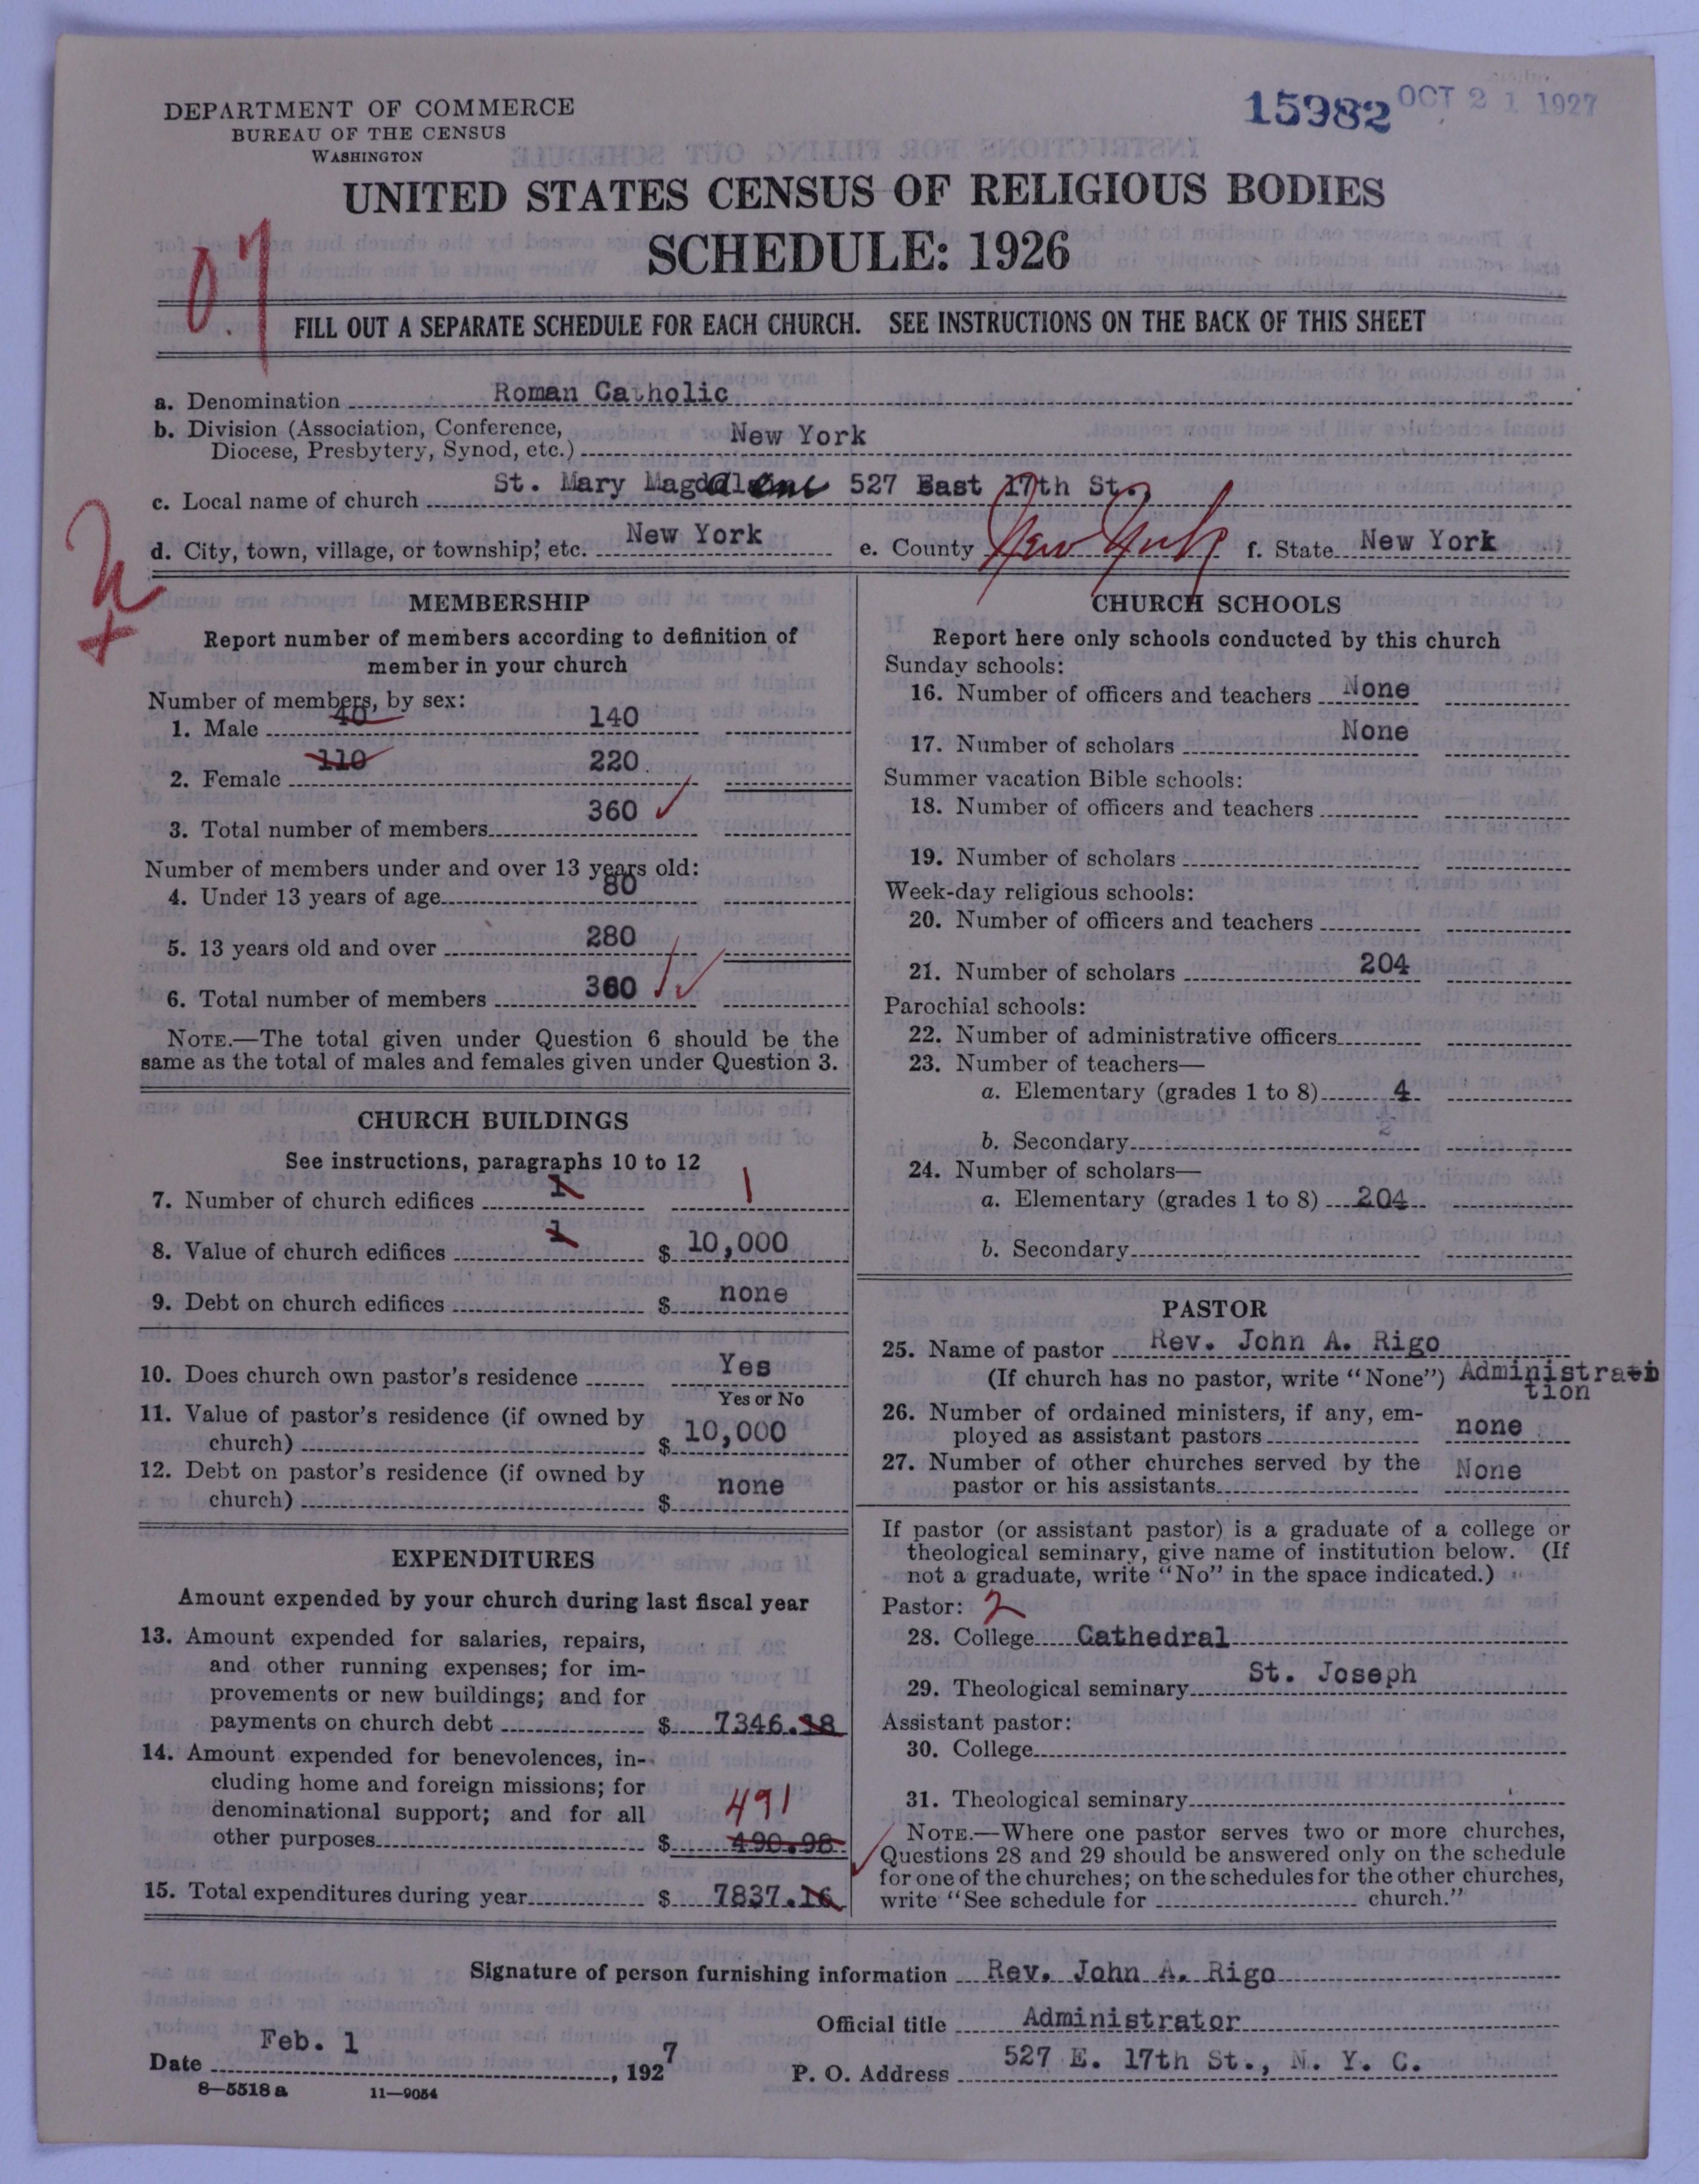 15982 OCT 21 1927
DEPARTMENT OF COMMERCE
BUREAU OF THE CENSUS
WASHINGTON
UNITED STATES CENSUS OF RELIGIOUS BODIES
SCHEDULE: 1926
07
FILL OUT A SEPARATE SCHEDULE FOR EACH CHURCH. SEE INSTRUCTIONS ON THE BACK OF THIS SHEET
a. Denomination Roman Catholic
b. Division (Association, Conference,
Diocese, Presbytery, Synod, etc.) New York
c. Local name of church St. Mary Magdalene 527 East 17th St.,
d. City, town, village, or township, etc. New York e. County New York f. State New York
MEMBERSHIP
Report number of members according to definition of
member in your church
Number of members, by sex:
1. Male 40 140
2. Female 110 220
3. Total number of members 360
Number of members under and over 13 years old:
4. Under 13 years of age 80
5. 13 years old and over 280
6. Total number of members 360
NOTE.—The total given under Question 6 should be the
same as the total of males and females given under Question 3.
CHURCH BUILDINGS
See instructions, paragraphs 10 to 12
7. Number of church edifices 1 1
8. Value of church edifices 1 $ 10,000
9. Debt on church edifices $ none
10. Does church own pastor's residence Yes
Yes or No
11. Value of pastor's residence (if owned by
church) $ 10,000
12. Debt on pastor's residence (if owned by
church) $ none
EXPENDITURES
Amount expended by your church during last fiscal year
13. Amount expended for salaries, repairs,
and other running expenses; for im-
provements or new buildings; and for
payments on church debt $ 7346.18
14. Amount expended for benevolences, in-
cluding home and foreign missions; for
denominational support; and for all 491
other purposes $ 490.98
15. Total expenditures during year $ 7837.16
CHURCH SCHOOLS
Report here only schools conducted by this church
Sunday schools:
16. Number of officers and teachers None
17. Number of scholars None
Summer vacation Bible schools:
18. Number of officers and teachers
19. Number of scholars
Week-day religious schools:
20. Number of officers and teachers
21. Number of scholars 204
Parochial schools:
22. Number of administrative officers
23. Number of teachers—
a. Elementary (grades 1 to 8) 4
b. Secondary
24. Number of scholars—
a. Elementary (grades 1 to 8) 204
b. Secondary
PASTOR
25. Name of pastor Rev. John A. Rigo
(If church has no pastor, write "None") Administrati
tion
26. Number of ordained ministers, if any, em-
ployed as assistant pastors none
27. Number of other churches served by the
pastor or his assistants None
If pastor (or assistant pastor) is a graduate of a college or
theological seminary, give name of institution below. (If
not a graduate, write "No" in the space indicated.)
Pastor: 2
28. College Cathedral
29. Theological seminary St. Joseph
Assistant pastor:
30. College
31. Theological seminary
NOTE.—Where one pastor serves two or more churches,
Questions 28 and 29 should be answered only on the schedule
for one of the churches; on the schedules for the other churches,
write "See schedule for church."
Signature of person furnishing information Rev. John A. Rigo
Official title Administrator
Date Feb. 1, 1927 P. O. Address 527 E. 17th St., N. Y. C.
8—5518 a 11—9054